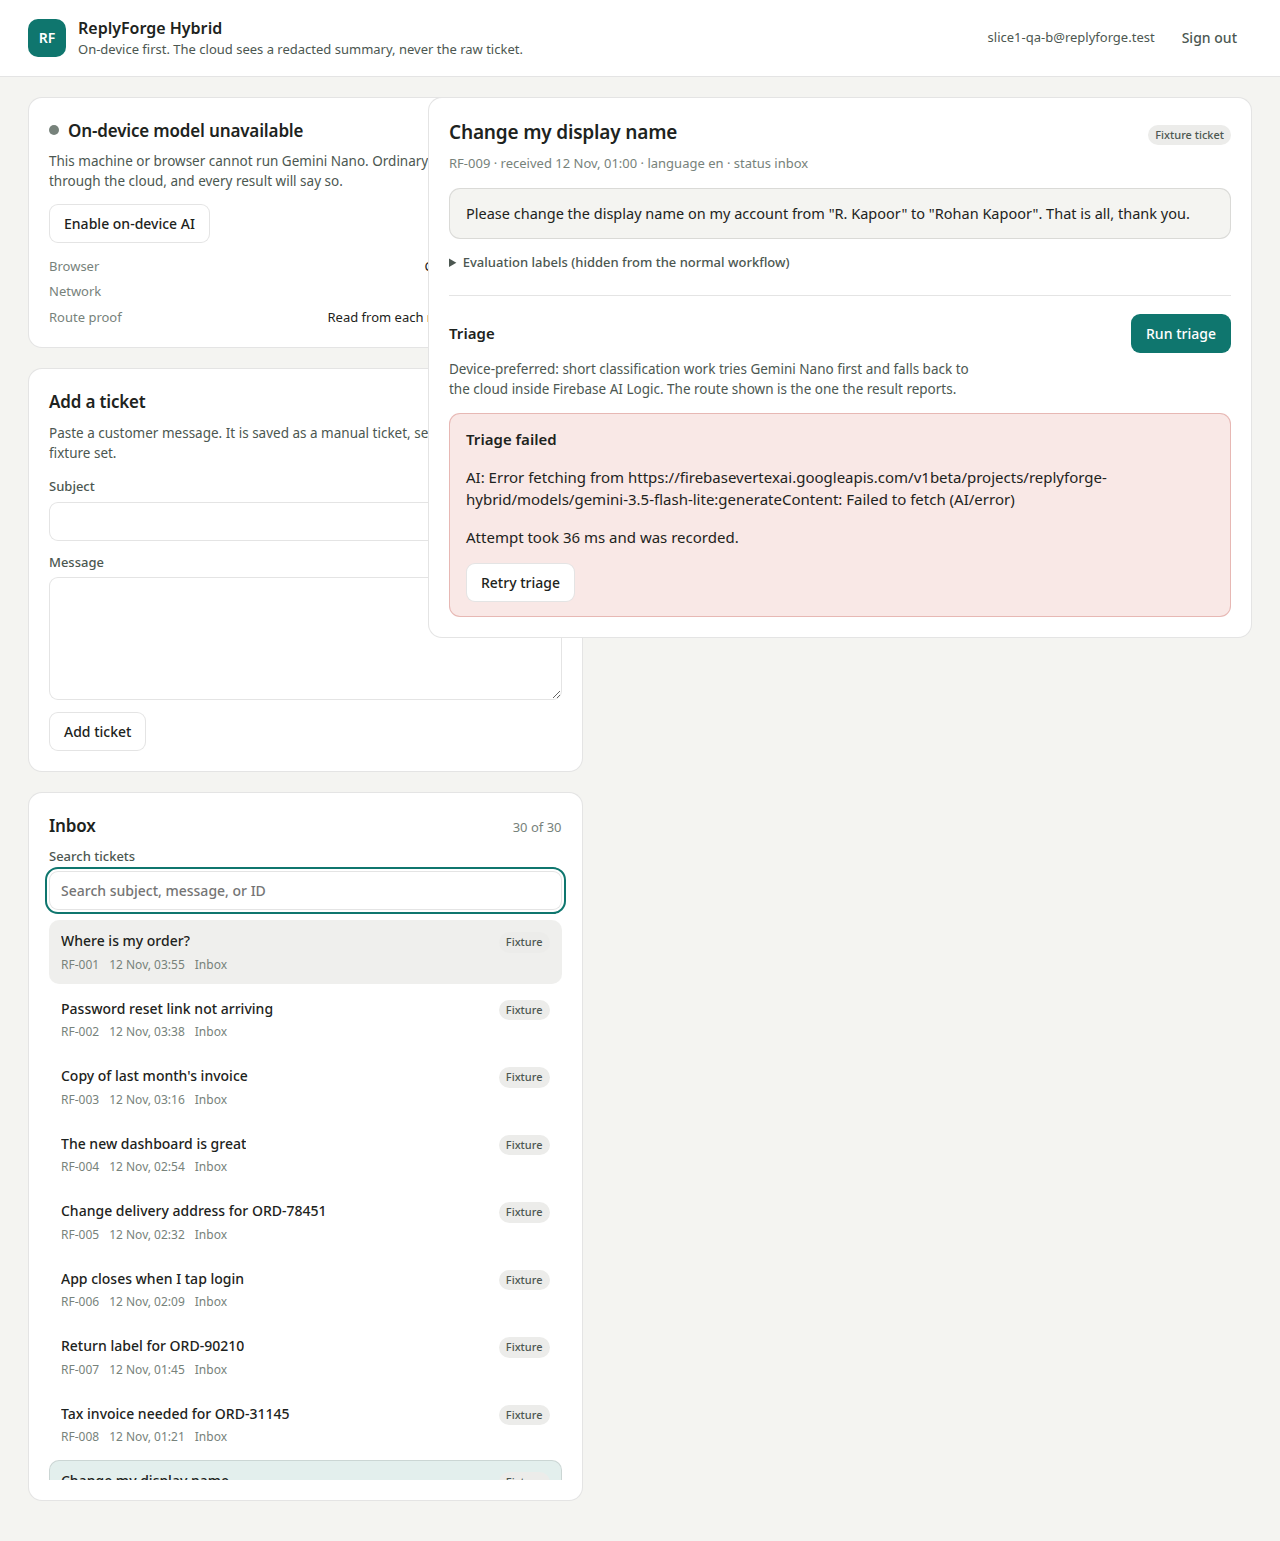 RF
ReplyForge Hybrid
On-device first. The cloud sees a redacted summary, never the raw ticket.
slice1-qa-b@replyforge.test
Sign out
On-device model unavailable
This machine or browser cannot run Gemini Nano. Ordinary
through the cloud, and every result will say so.
Enable on-device AI
Browser
Network
Route proof
Read from each
Add a ticket
Paste a customer message. It is saved as a manual ticket, se
fixture set.
Subject
Message
Add ticket
Inbox
30 of 30
Search tickets
Search subject, message, or ID
Where is my order?
Fixture
RF-001 12 Nov, 03:55 Inbox
Password reset link not arriving
Fixture
RF-002 12 Nov, 03:38 Inbox
Copy of last month's invoice
Fixture
RF-003 12 Nov, 03:16 Inbox
The new dashboard is great
Fixture
RF-004 12 Nov, 02:54 Inbox
Change delivery address for ORD-78451
Fixture
RF-005 12 Nov, 02:32 Inbox
App closes when I tap login
Fixture
RF-006 12 Nov, 02:09 Inbox
Return label for ORD-90210
Fixture
RF-007 12 Nov, 01:45 Inbox
Tax invoice needed for ORD-31145
Fixture
RF-008 12 Nov, 01:21 Inbox
Change my display name
Fixture
Change my display name
Fixture ticket
RF-009 · received 12 Nov, 01:00 · language en · status inbox
Please change the display name on my account from "R. Kapoor" to "Rohan Kapoor". That is all, thank you.
Evaluation labels (hidden from the normal workflow)
Triage
Run triage
Device-preferred: short classification work tries Gemini Nano first and falls back to
the cloud inside Firebase AI Logic. The route shown is the one the result reports.
Triage failed
AI: Error fetching from https://firebasevertexai.googleapis.com/v1beta/projects/replyforge-
hybrid/models/gemini-3.5-flash-lite:generateContent: Failed to fetch (AI/error)
Attempt took 36 ms and was recorded.
Retry triage